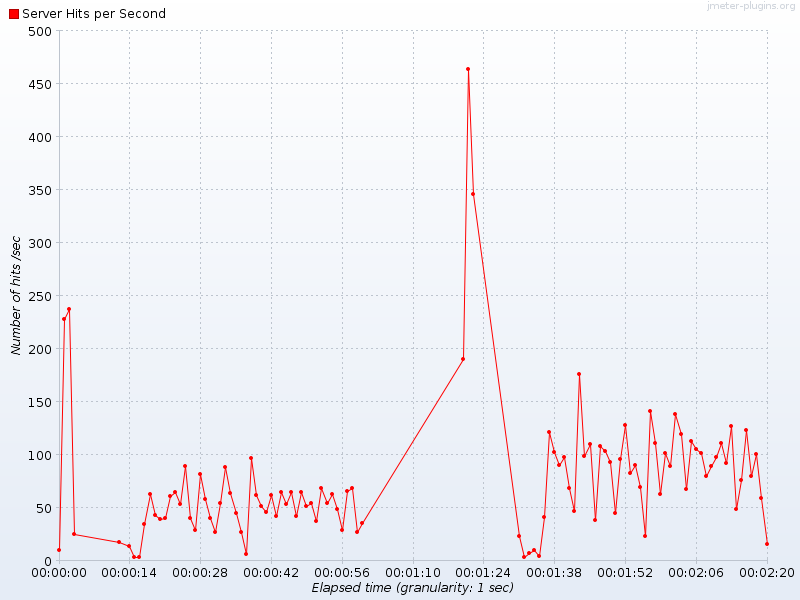 jmeter-plugins.org
Server Hits per Second
500
450
400
350
300
250
200
150
100
50
0
Number of hits /sec
00:00:00 00:00:14 00:00:28 00:00:42 00:00:56 00:01:10 00:01:24 00:01:38 00:01:52 00:02:06 00:02:20
Elapsed time (granularity: 1 sec)